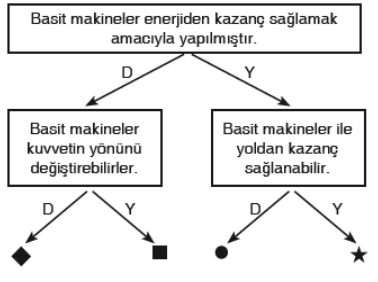 Basit makineler enerjiden kazanç sağlamak
amacıyla yapılmıştır.
D
Y
Basit makineler
kuvvetin yönünü
değiştirebilirler.
Basit makineler ile
yoldan kazanç
sağlanabilir.
D
Y
D
Y